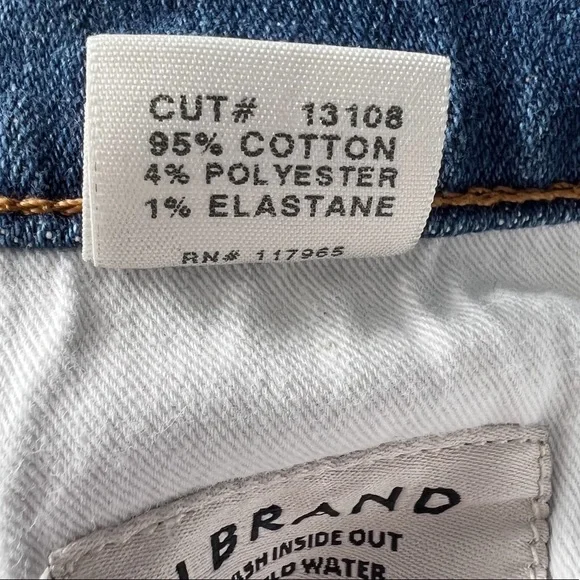 CUT# 13108
95% COTTON
4% POLYESTER
1% ELASTANE
RN# 117965
BRAND
INSIDE OUT
WATER